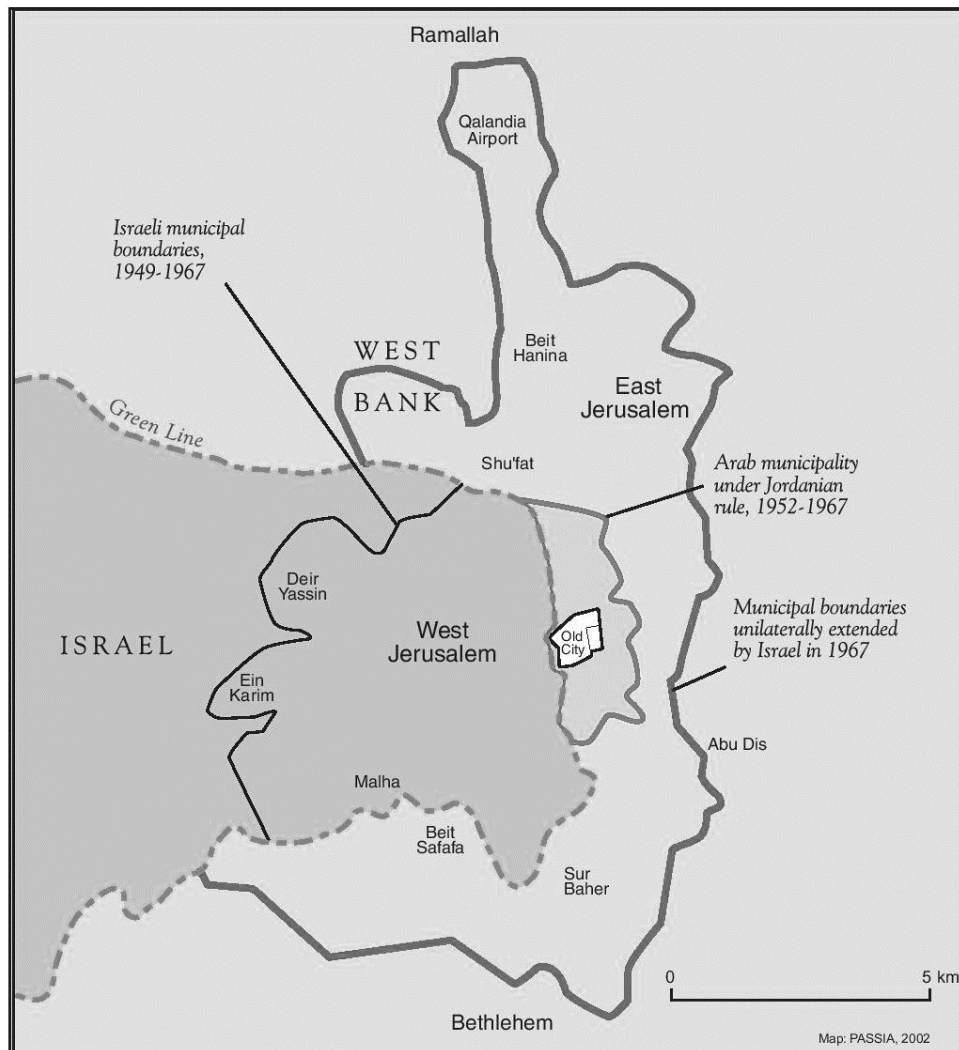 Ramallah
Qalandia
Airport
Israeli municipal
boundaries,
1949-1967
Beit
Hanina
WEST
BANK
East
Jerusalem
Green Line
Shu'fat
Arab municipality
under Jordanian
rule, 1952-1967
Deir
Yassin
Municipal boundaries
unilaterally extended
by Israel in 1967
ISRAEL
West
Jerusalem
Old
City
Ein
Karim
Abu Dis
Malha
Beit
Safafa
Sur
Baher
0 5 km
Bethlehem
Map: PASSIA, 2002